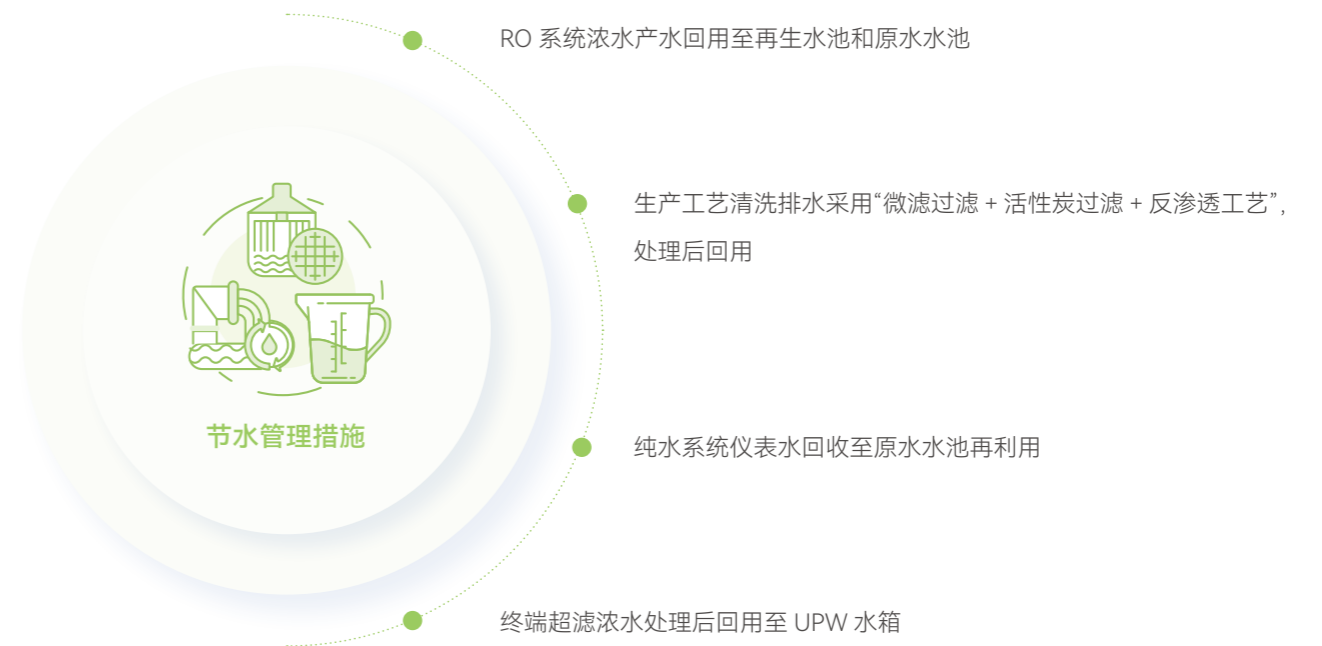 RO 系统浓水产水回用至再生水池和原水水池
生产工艺清洗排水采用“微滤过滤 + 活性炭过滤 + 反渗透工艺”,
处理后回用
节水管理措施
纯水系统仪表水回收至原水水池再利用
终端超滤浓水处理后回用至 UPW 水箱